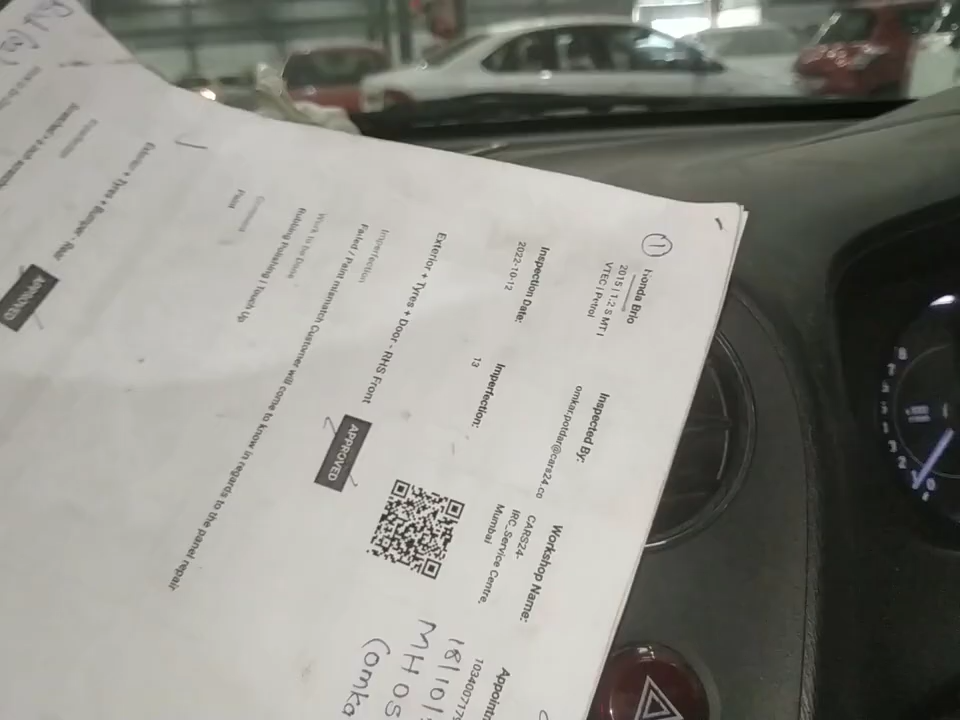 1
Honda Brio
2015 | 1.2 S MT I
VTEC | Petrol
Inspected By:
omkar.potdar@cars24.co
Workshop Name:
CARS24-
IRC_Service Centre,
Mumbai
Inspection Date:
2022-10-12
Imperfection:
13
Exterior + Tyres + Door - RHS Front
APPROVED
Imperfection
Failed / Paint mismatch Customer will come to know in regards to the panel repair
Work to be Done
Rubbing Polishing | Touch Up
Comment
Paint
MH 05
(omka
Exterior + Tyres + Bumper - Rear
APPROVED
Imperfection